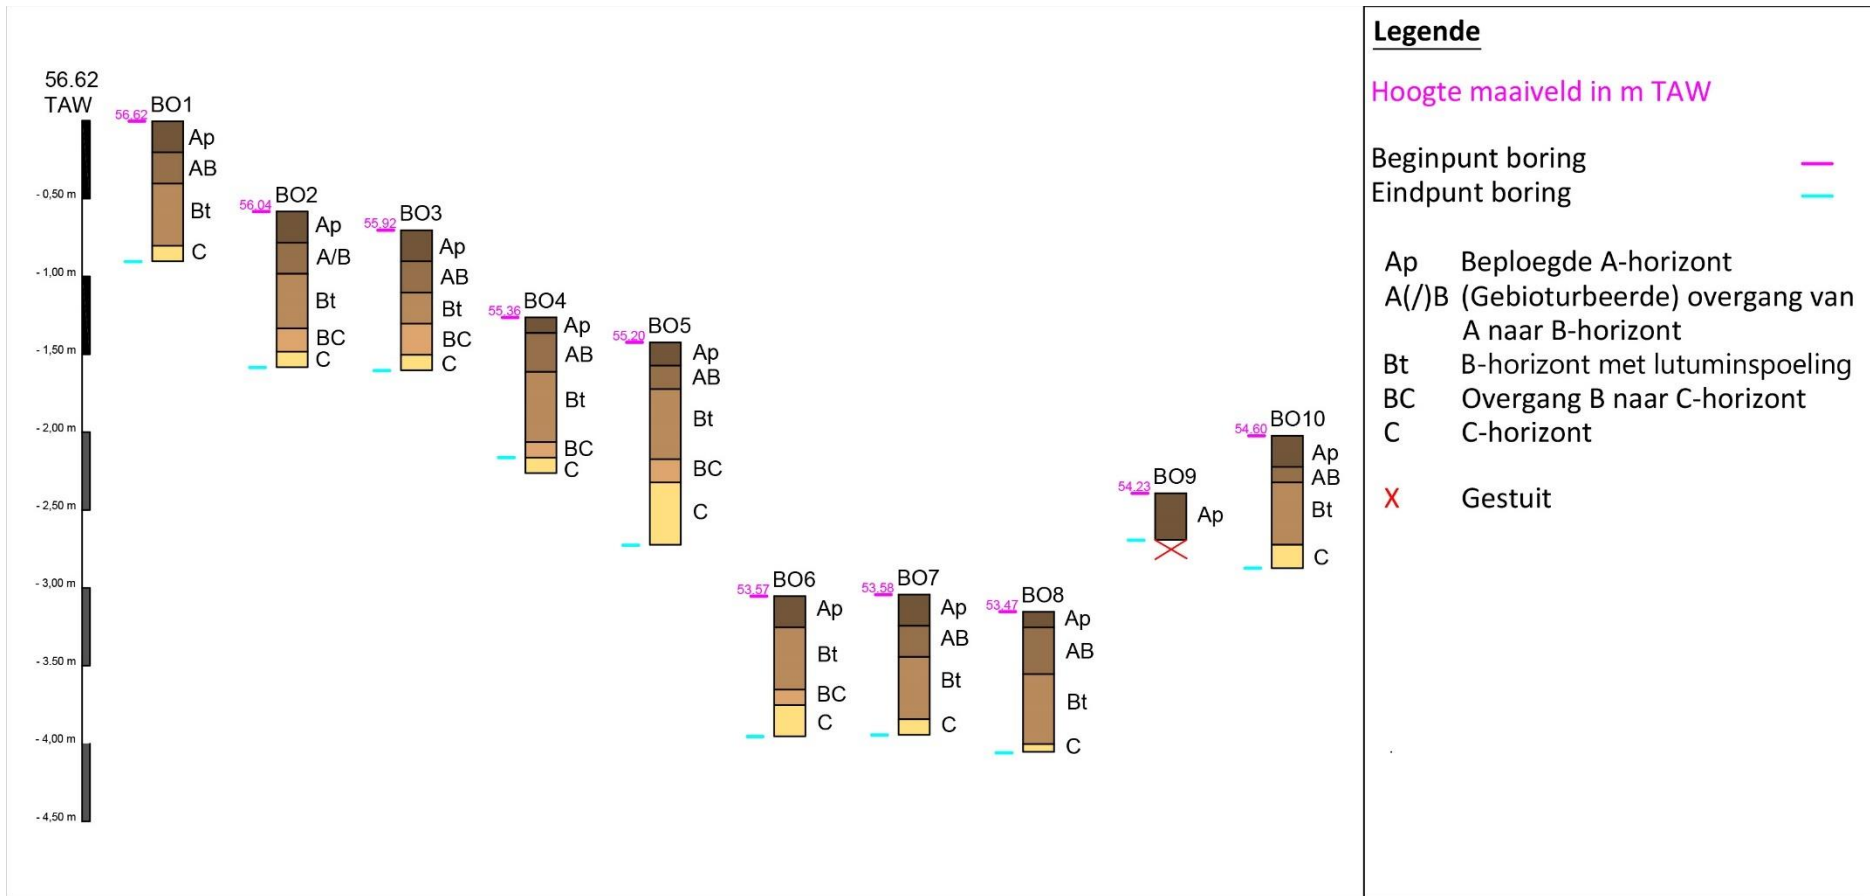 56.62
TAW
- 0,50 m
- 1,00 m
- 1,50 m
- 2,00 m
- 2,50 m
- 3,00 m
- 3.50 m
- 4,00 m
- 4,50 m
BO1
56.62
Ap
AB
Bt
C
BO2
56.04
Ap
A/B
Bt
BC
C
BO3
55.92
Ap
AB
Bt
BC
C
BO4
55.36
Ap
AB
Bt
BC
C
BO5
55.20
Ap
AB
Bt
BC
C
BO6
53.57
Ap
Bt
BC
C
BO7
53.58
Ap
AB
Bt
C
BO8
53.47
Ap
AB
Bt
C
BO9
54.23
Ap
BO10
54.60
Ap
AB
Bt
C
Legende
Hoogte maaiveld in m TAW
Beginpunt boring
Eindpunt boring
Ap Beploegde A-horizont
A(/)B (Gebioturbeerde) overgang van
A naar B-horizont
Bt B-horizont met lutuminspoeling
BC Overgang B naar C-horizont
C C-horizont
X Gestuit